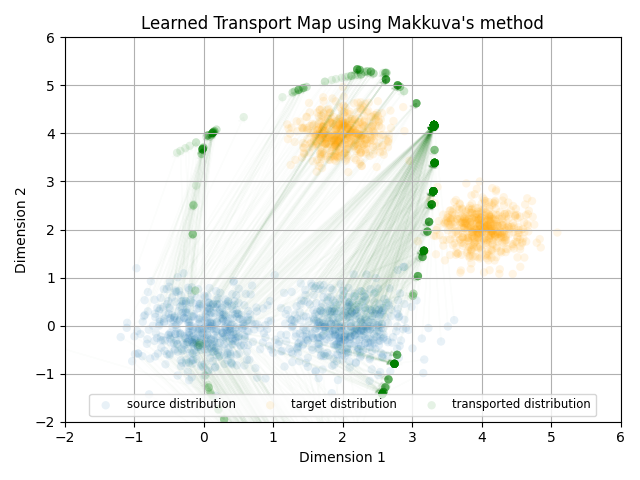 Learned Transport Map using Makkuva's method
6
5
4
3
2
1
0
−1
−2
Dimension 2
source distribution target distribution transported distribution
−2 −1 0 1 2 3 4 5 6
Dimension 1